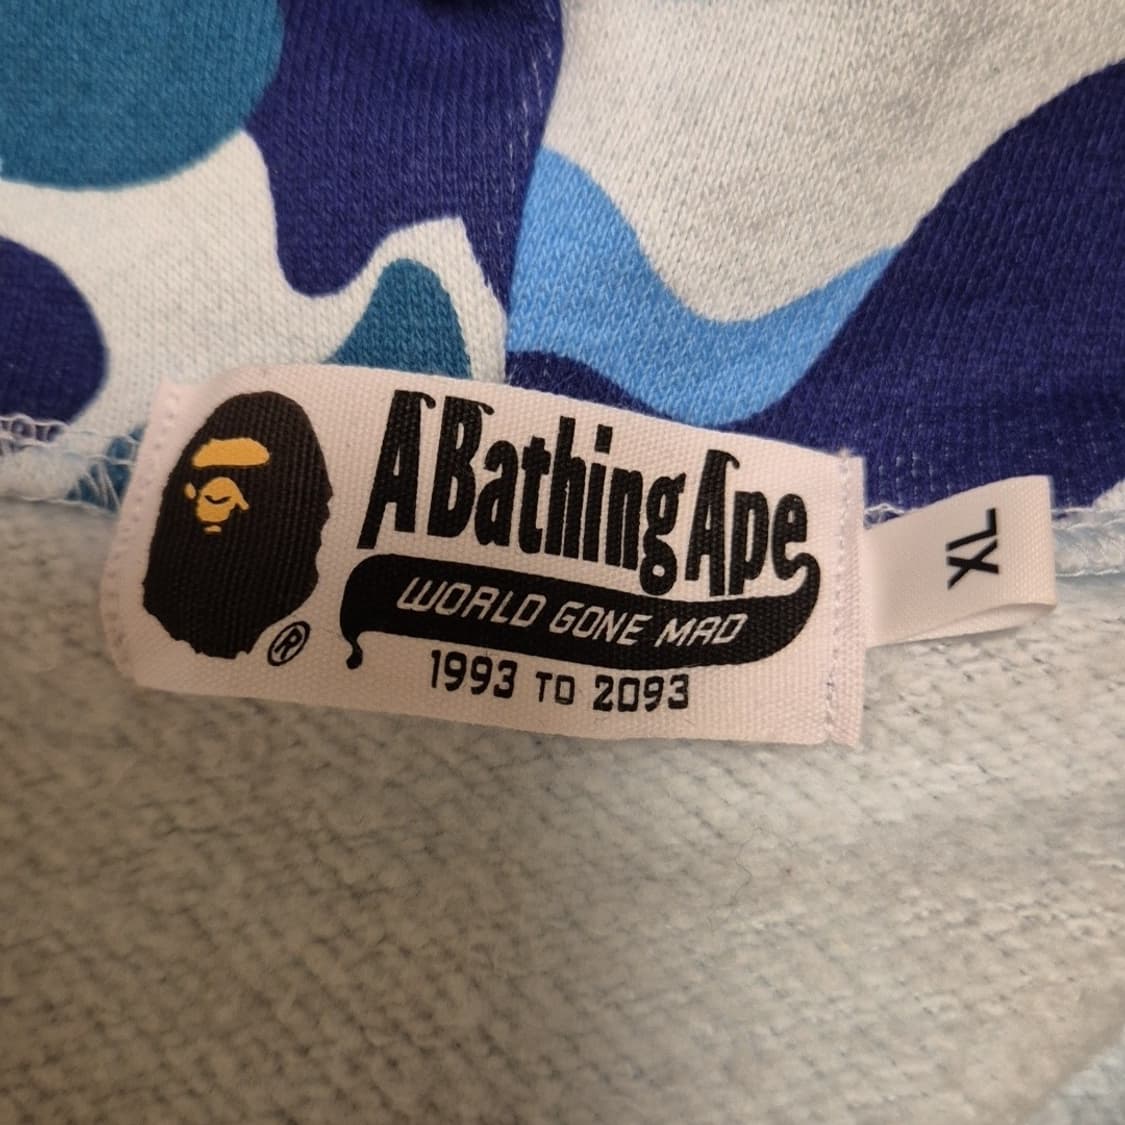 A Bathing Ape
WORLD GONE MAD
1993 TO 2093
®
XL